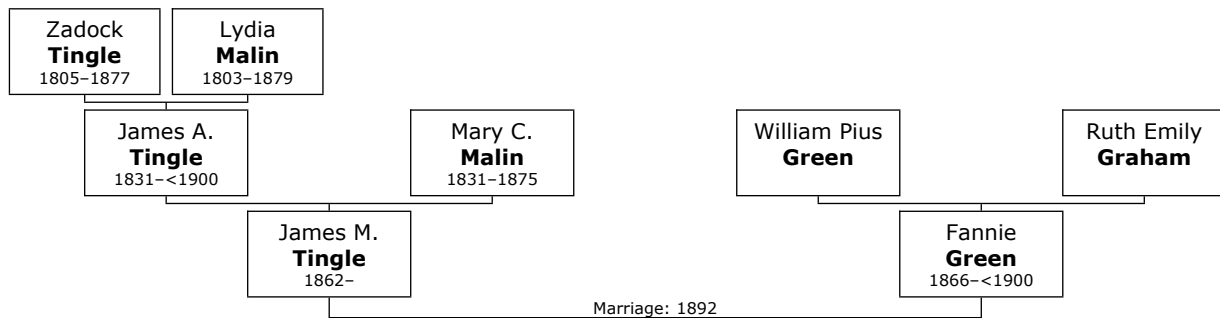 Zadock
Tingle
1805–1877
Lydia
Malin
1803–1879
James A.
Tingle
1831–<1900
Mary C.
Malin
1831–1875
William Pius
Green
Ruth Emily
Graham
James M.
Tingle
1862–
Fannie
Green
1866–<1900
Marriage: 1892